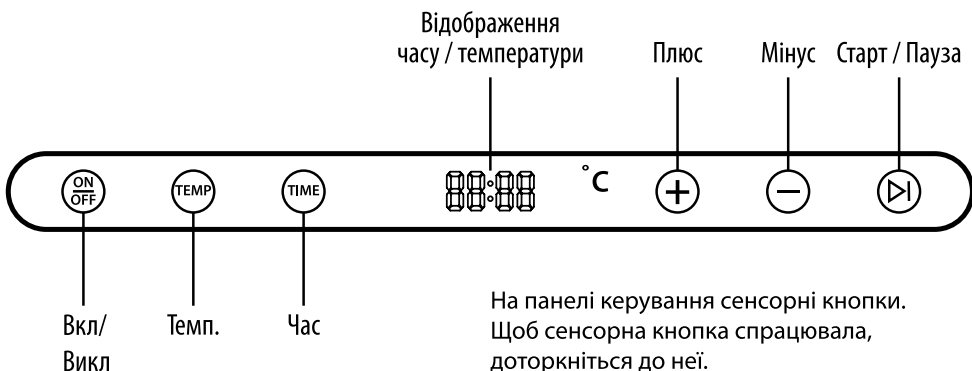 Відображення
часу / температури
Плюс
Мінус
Старт / Пауза
ON
OFF
TEMP
TIME
88:88
°C
Вкл/
Викл
Темп.
Час
На панелі керування сенсорні кнопки.
Щоб сенсорна кнопка спрацювала,
доторкніться до неї.